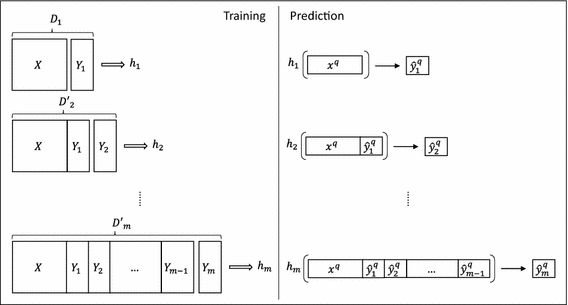 Training
D₁
X Y₁ h₁
D′₂
X Y₁ Y₂ h₂
D′ₘ
X Y₁ Y₂ ... Yₘ₋₁ Yₘ hₘ
Prediction
h₁ ( x^q ) ŷ₁^q
h₂ ( x^q ŷ₁^q ) ŷ₂^q
hₘ ( x^q ŷ₁^q ŷ₂^q ... ŷₘ₋₁^q ) ŷₘ^q